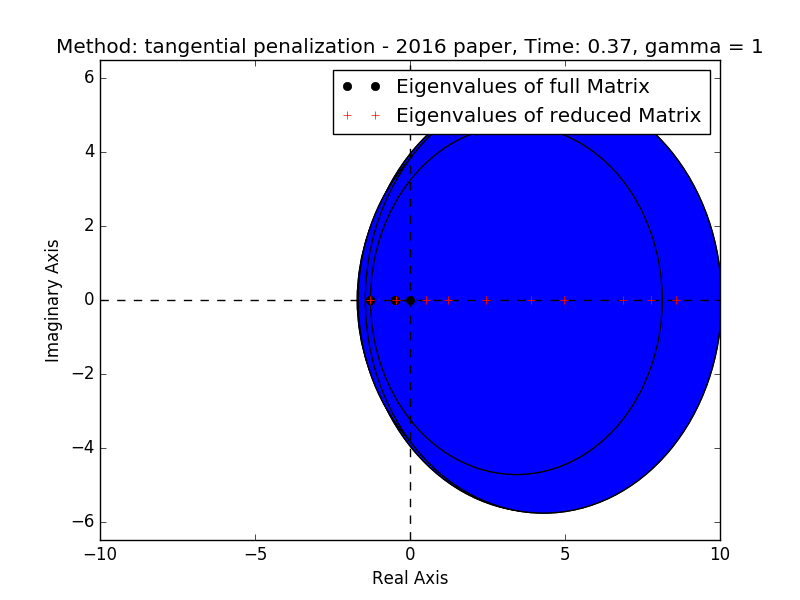 Method: tangential penalization - 2016 paper, Time: 0.37, gamma = 1
Eigenvalues of full Matrix
Eigenvalues of reduced Matrix
6
4
2
0
−2
−4
−6
Imaginary Axis
−10
−5
0
5
10
Real Axis